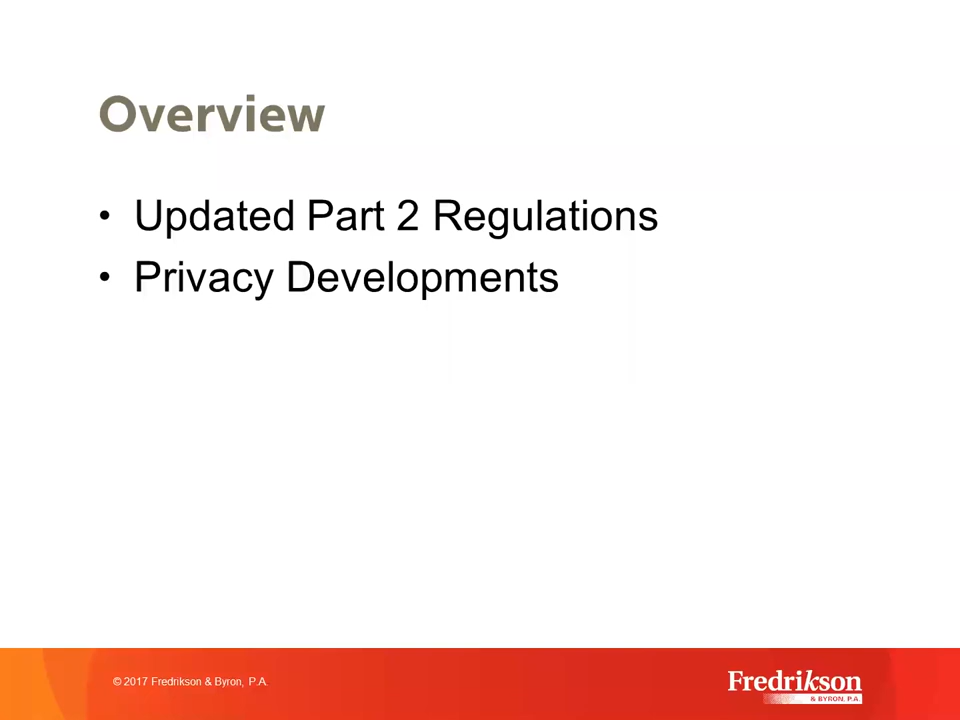 Overview
• Updated Part 2 Regulations
• Privacy Developments
© 2017 Fredrikson & Byron, P.A.
Fredrikson
& BYRON, P.A.